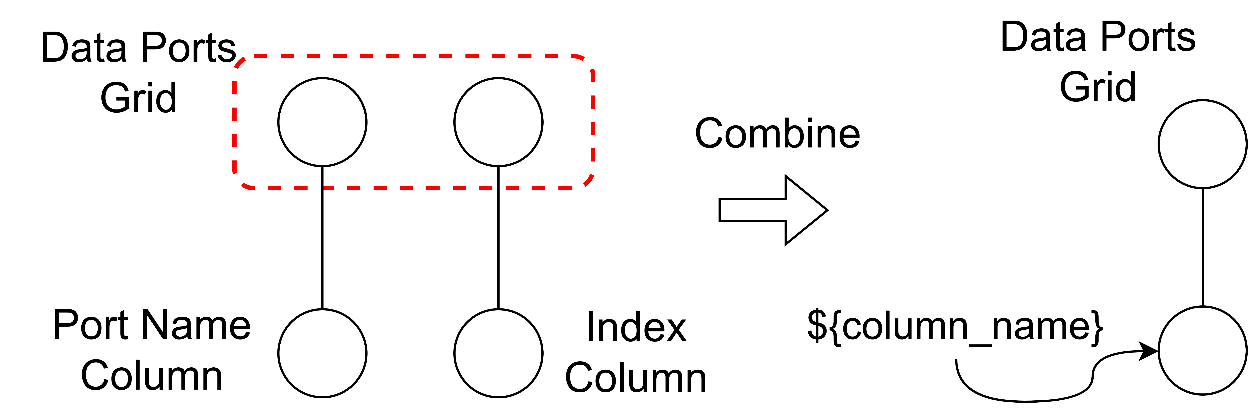 Data Ports
Grid
Port Name
Column
Index
Column
Combine
Data Ports
Grid
${column_name}